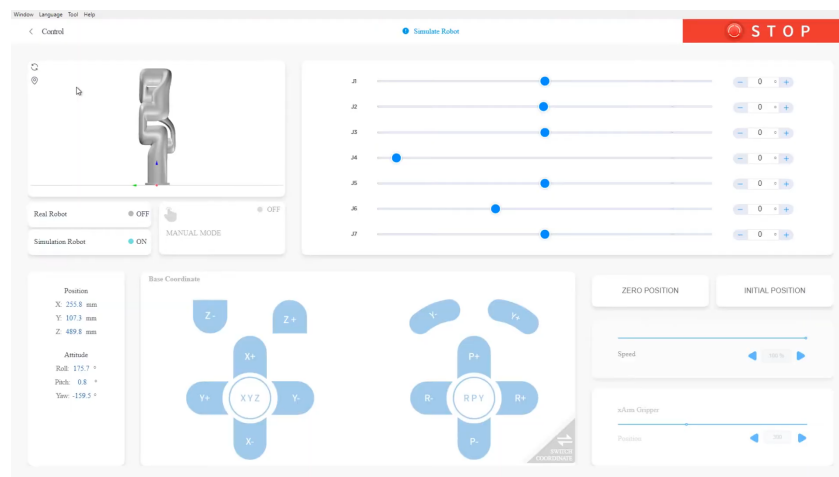 Window Language Tool Help
< Control
Simulate Robot
STOP
J1 − 0 ° +
J2 − 0 ° +
J3 − 0 ° +
J4 − 0 ° +
J5 − 0 ° +
J6 − 0 ° +
J7 − 0 ° +
Real Robot OFF
Simulation Robot ON
OFF
MANUAL MODE
Position
X: 255.8 mm
Y: 107.3 mm
Z: 489.8 mm
Attitude
Roll: 175.7 °
Pitch: 0.8 °
Yaw: -159.5 °
Base Coordinate
Z- Z+
X+
Y+ XYZ Y-
X-
Y- Y+
P+
R- RPY R+
P-
SWITCH
COORDINATE
ZERO POSITION
INITIAL POSITION
Speed 100 %
xArm Gripper
Position